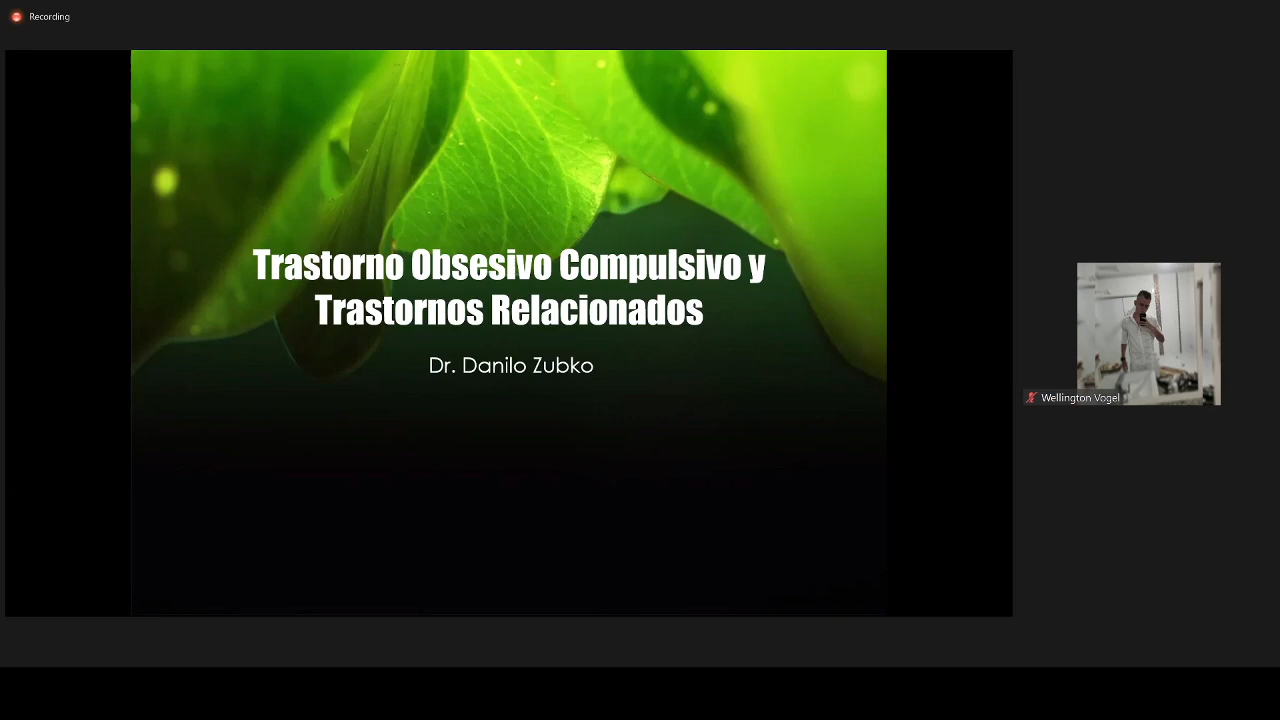 Recording
Trastorno Obsesivo Compulsivo y
Trastornos Relacionados
Dr. Danilo Zubko
Wellington Vogel